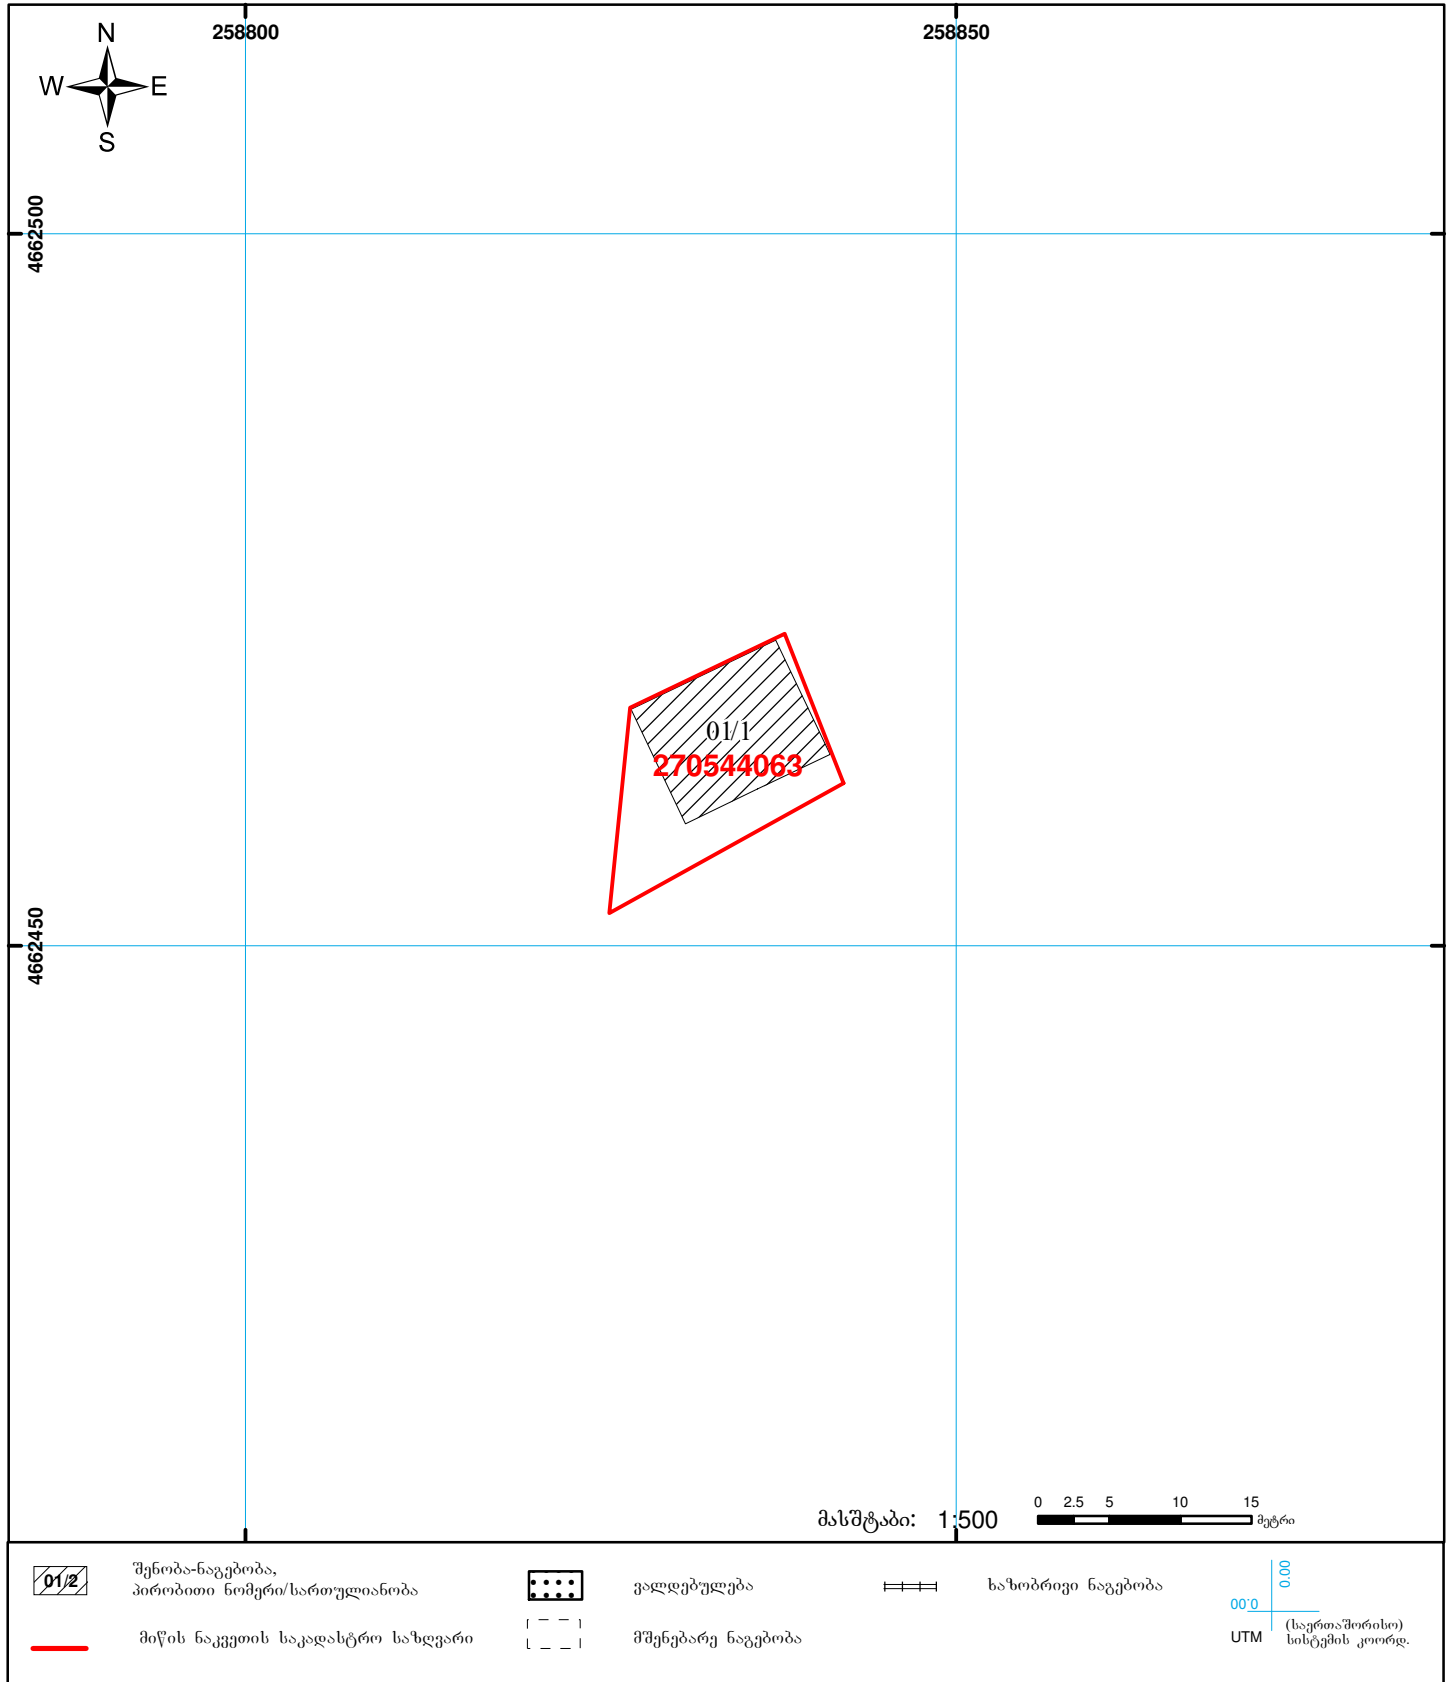 258800
258850
N
W
E
S
4662500
4662450
01/1
270544063
მასშტაბი: 1:500
0 2.5 5 10 15
მეტრი
01/2
შენობა-ნაგებობა,
პირობითი ნომერი/სართულიანობა
ვალდებულება
ხაზობრივი ნაგებობა
0.00
0.00
მიწის ნაკვეთის საკადასტრო საზღვარი
მშენებარე ნაგებობა
UTM
(საერთაშორისო)
სისტემის კოორდ.